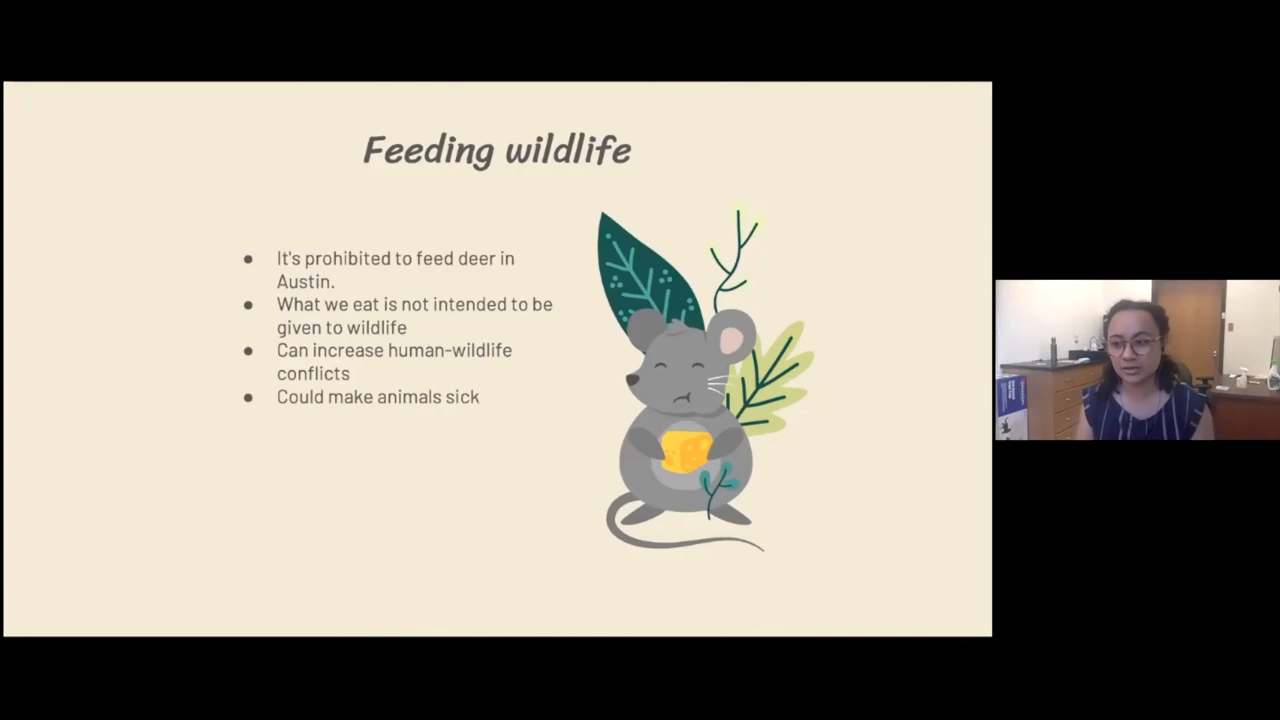 Feeding wildlife
● It's prohibited to feed deer in
Austin.
● What we eat is not intended to be
given to wildlife
● Can increase human-wildlife
conflicts
● Could make animals sick